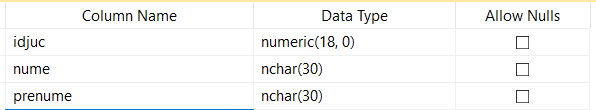 Column Name Data Type Allow Nulls
idjuc numeric(18, 0)
nume nchar(30)
prenume nchar(30)